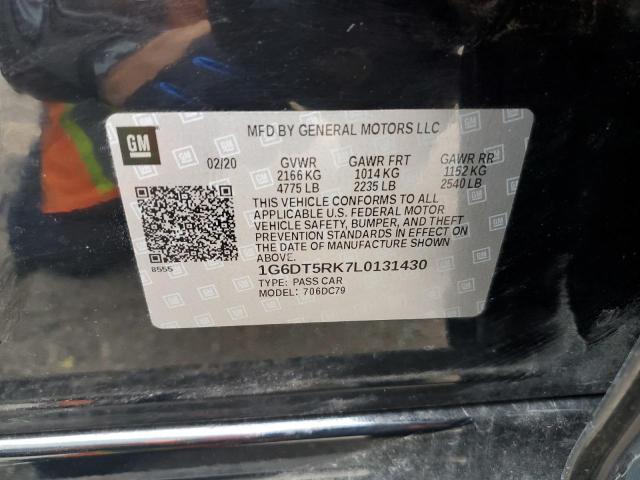 GM
MFD BY GENERAL MOTORS LLC
02/20 GVWR GAWR FRT GAWR RR
2166 KG 1014 KG 1152 KG
4775 LB 2235 LB 2540 LB
THIS VEHICLE CONFORMS TO ALL
APPLICABLE U.S. FEDERAL MOTOR
VEHICLE SAFETY, BUMPER, AND THEFT
PREVENTION STANDARDS IN EFFECT ON
THE DATE OF MANUFACTURE SHOWN
ABOVE.
8555
1G6DT5RK7L0131430
TYPE: PASS CAR
MODEL: 706DC79